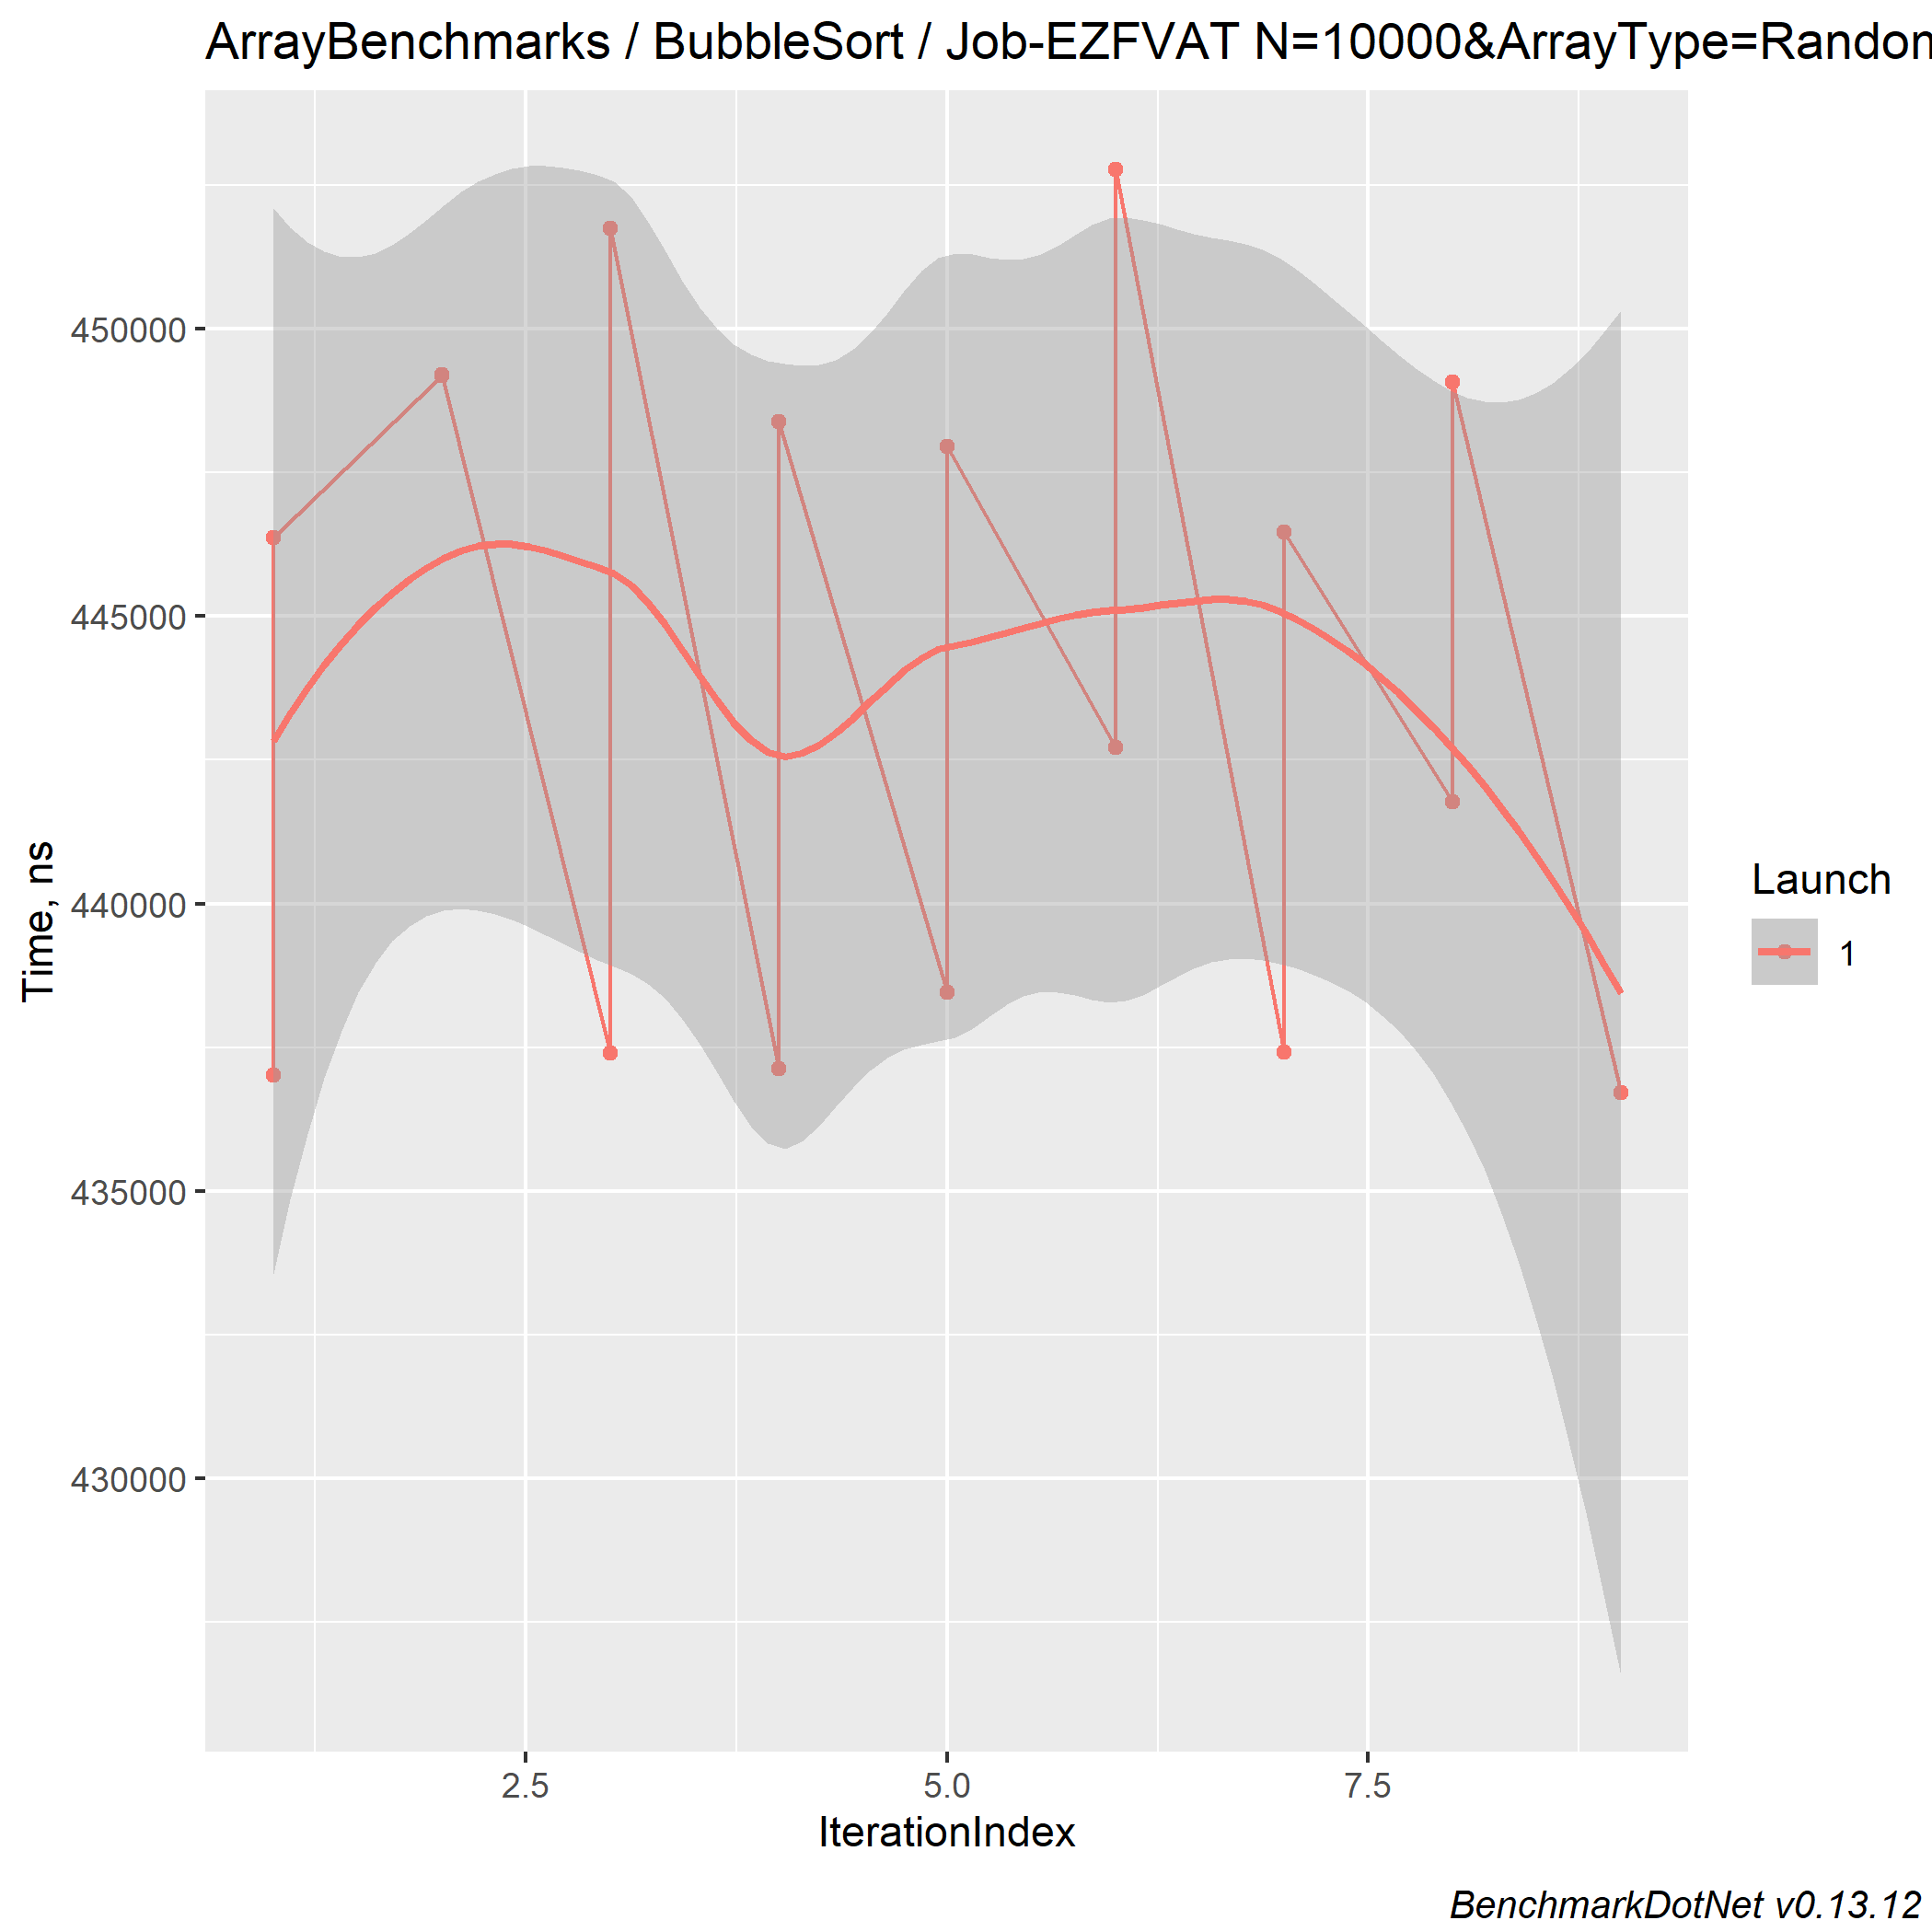 ArrayBenchmarks / BubbleSort / Job-EZFVAT N=10000&ArrayType=Random
Time, ns
450000
445000
440000
435000
430000
2.5
5.0
7.5
IterationIndex
Launch
1
BenchmarkDotNet v0.13.12